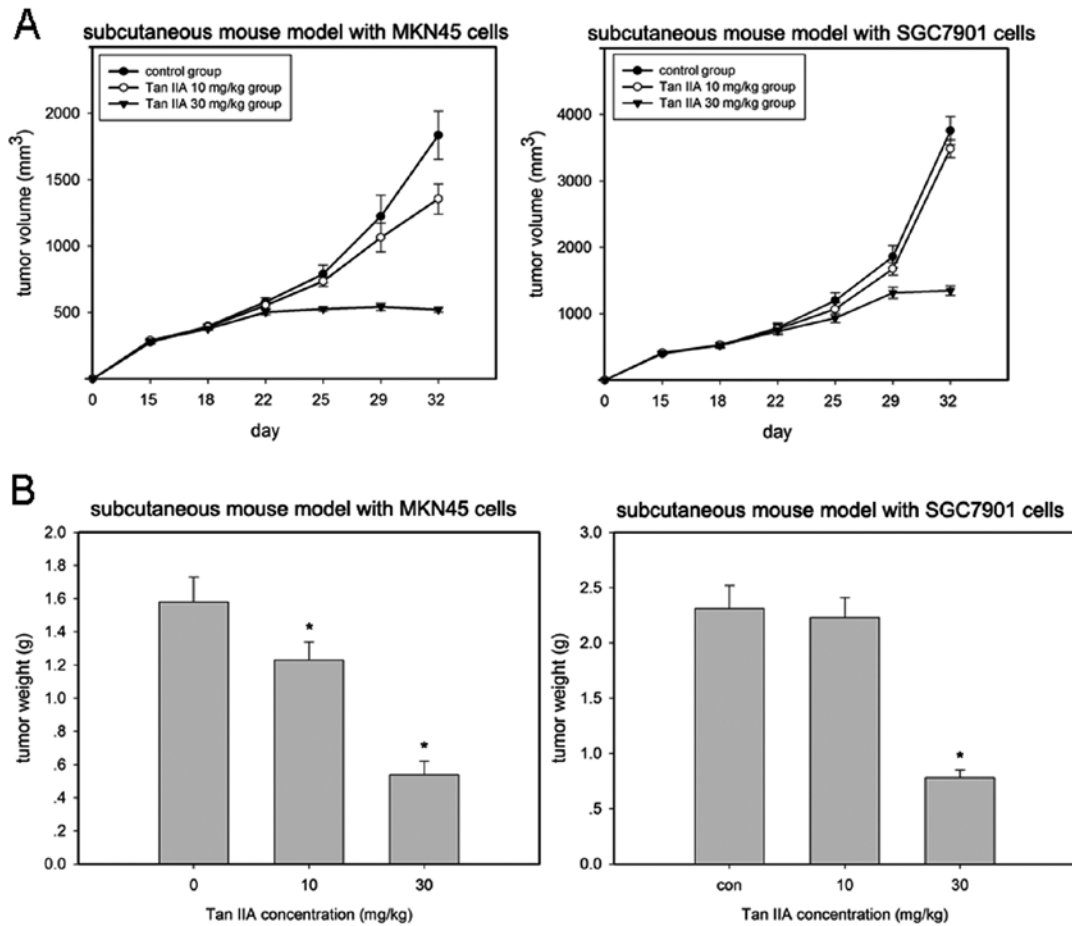 A
subcutaneous mouse model with MKN45 cells
control group
Tan IIA 10 mg/kg group
Tan IIA 30 mg/kg group
tumor volume (mm3)
2000
1500
1000
500
0
0 15 18 22 25 29 32
day
subcutaneous mouse model with SGC7901 cells
control group
Tan IIA 10 mg/kg group
Tan IIA 30 mg/kg group
tumor volume (mm3)
4000
3000
2000
1000
0
0 15 18 22 25 29 32
day
B
subcutaneous mouse model with MKN45 cells
tumor weight (g)
2.0
1.8
1.6
1.4
1.2
1.0
.8
.6
.4
.2
0.0
* *
0 10 30
Tan IIA concentration (mg/kg)
subcutaneous mouse model with SGC7901 cells
tumor weight (g)
3.0
2.5
2.0
1.5
1.0
.5
0.0
*
con 10 30
Tan IIA concentration (mg/kg)